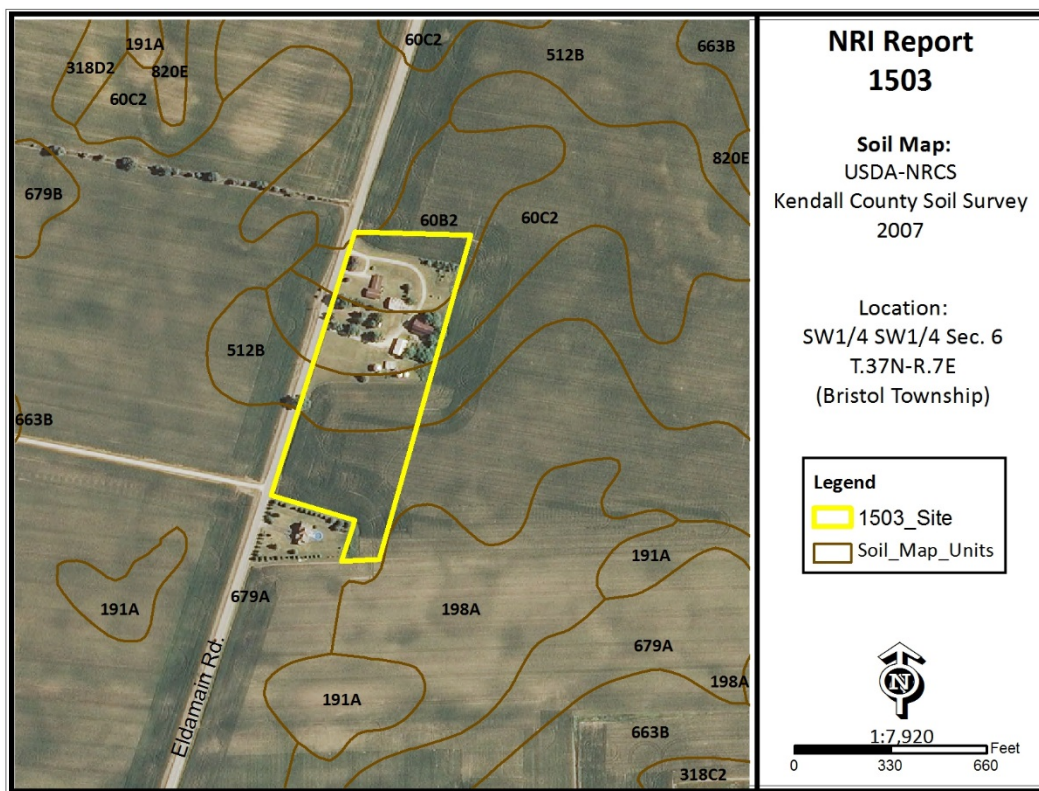 191A
60C2
318D2
820E
60C2
512B
663B
820E
679B
60B2
60C2
512B
663B
191A
679A
198A
191A
679A
191A
198A
663B
318C2
Eldamain Rd.
NRI Report
1503
Soil Map:
USDA-NRCS
Kendall County Soil Survey
2007
Location:
SW1/4 SW1/4 Sec. 6
T.37N-R.7E
(Bristol Township)
Legend
1503_Site
Soil_Map_Units
N
1:7,920
Feet
0 330 660